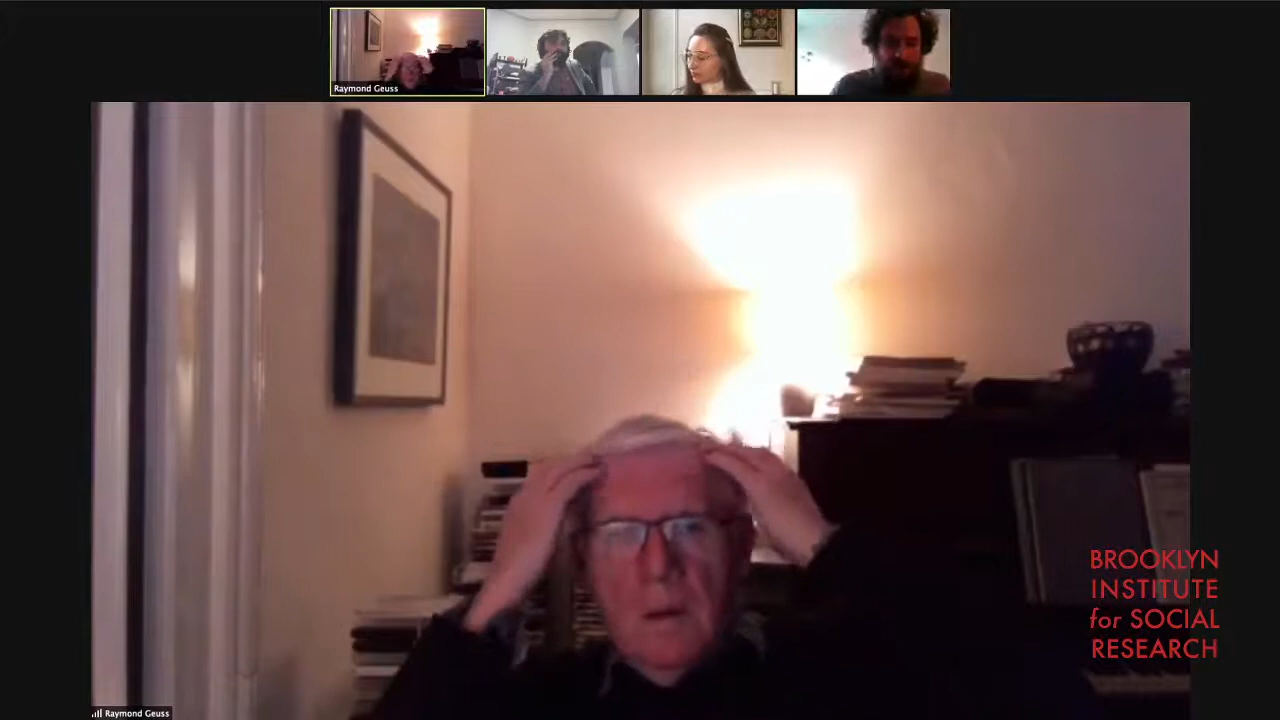 Raymond Geuss
BROOKLYN
INSTITUTE
for SOCIAL
RESEARCH
Raymond Geuss